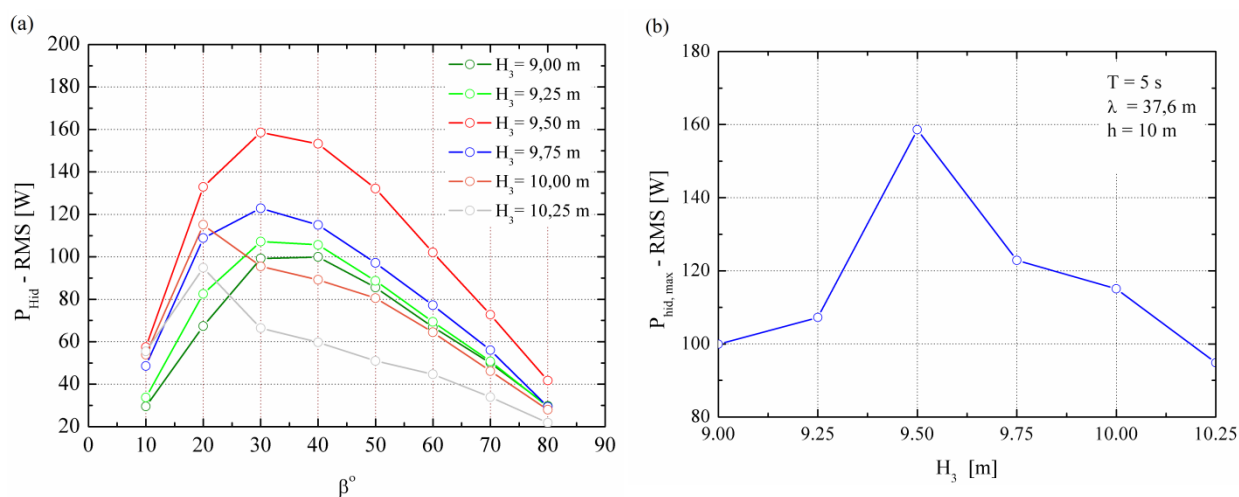 (a)
P_Hid - RMS [W]
200
180
160
140
120
100
80
60
40
20
0 10 20 30 40 50 60 70 80 90
β°
H₃= 9,00 m
H₃= 9,25 m
H₃= 9,50 m
H₃= 9,75 m
H₃= 10,00 m
H₃= 10,25 m
(b)
P_hid, max - RMS [W]
180
160
140
120
100
80
9.00 9.25 9.50 9.75 10.00 10.25
H₃ [m]
T = 5 s
λ = 37,6 m
h = 10 m